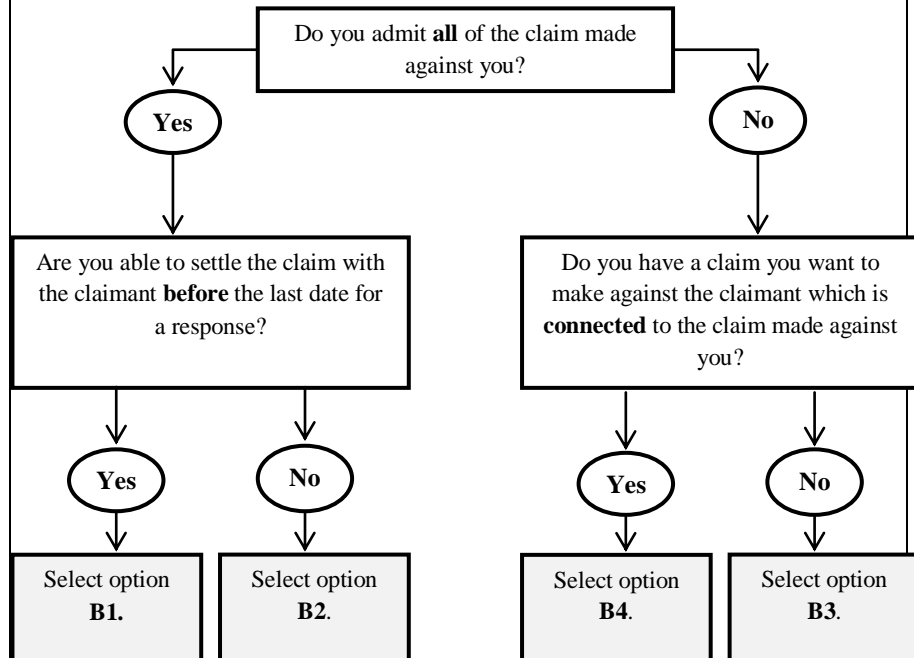 Do you admit all of the claim made
against you?
Yes
No
Are you able to settle the claim with
the claimant before the last date for
a response?
Do you have a claim you want to
make against the claimant which is
connected to the claim made against
you?
Yes
No
Yes
No
Select option
B1.
Select option
B2.
Select option
B4.
Select option
B3.